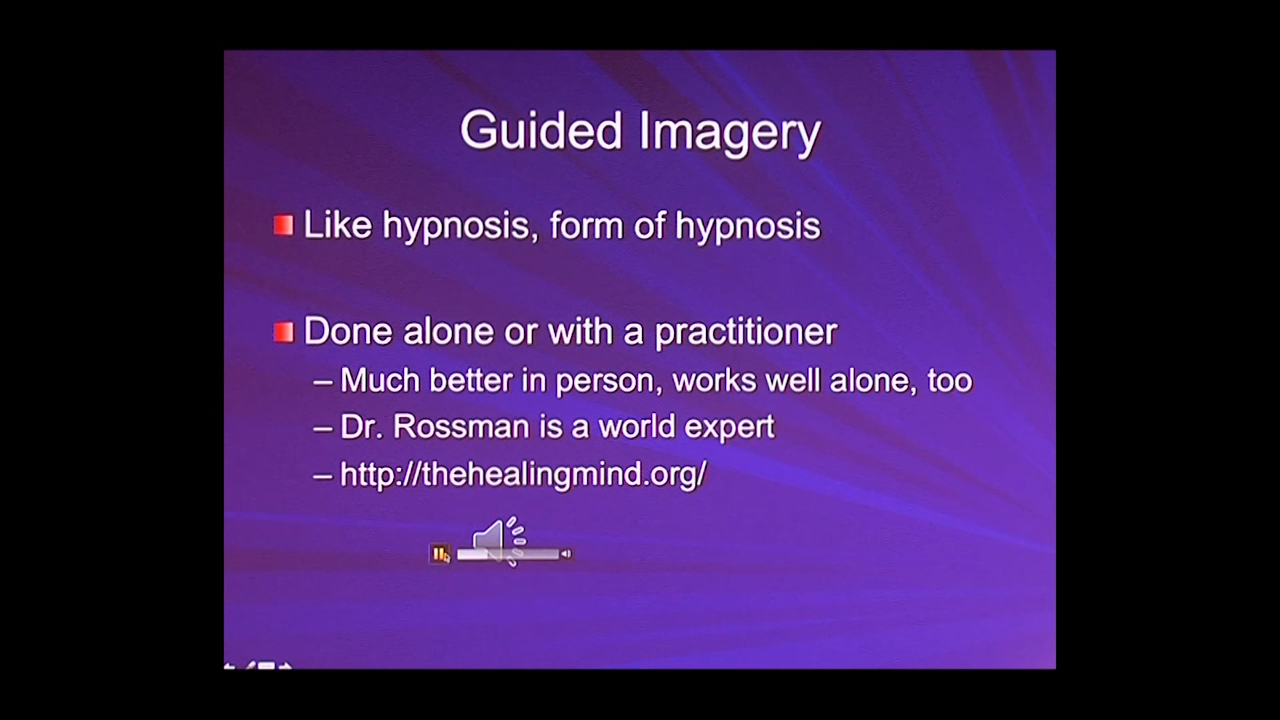 Guided Imagery
Like hypnosis, form of hypnosis
Done alone or with a practitioner
– Much better in person, works well alone, too
– Dr. Rossman is a world expert
– http://thehealingmind.org/